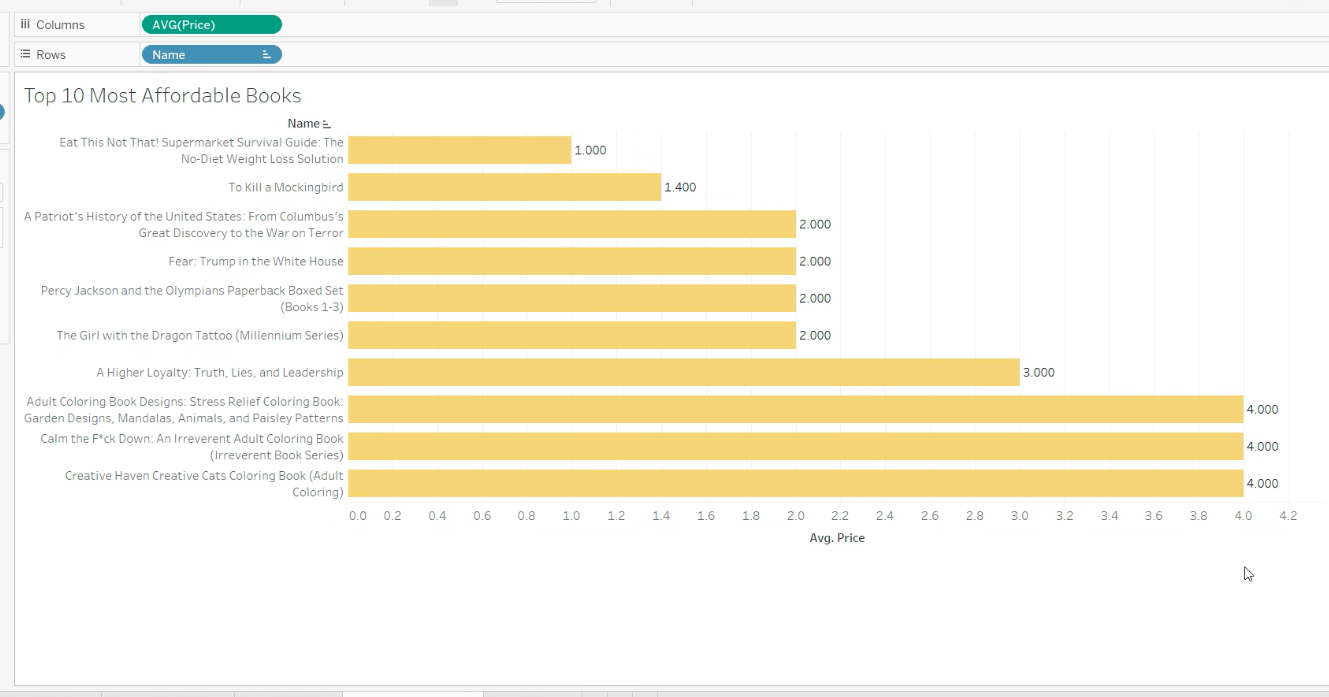 Columns
AVG(Price)
Rows
Name
Top 10 Most Affordable Books
Name
Eat This Not That! Supermarket Survival Guide: The
No-Diet Weight Loss Solution
1.000
To Kill a Mockingbird
1.400
A Patriot's History of the United States: From Columbus's
Great Discovery to the War on Terror
2.000
Fear: Trump in the White House
2.000
Percy Jackson and the Olympians Paperback Boxed Set
(Books 1-3)
2.000
The Girl with the Dragon Tattoo (Millennium Series)
2.000
A Higher Loyalty: Truth, Lies, and Leadership
3.000
Adult Coloring Book Designs: Stress Relief Coloring Book:
Garden Designs, Mandalas, Animals, and Paisley Patterns
4.000
Calm the F*ck Down: An Irreverent Adult Coloring Book
(Irreverent Book Series)
4.000
Creative Haven Creative Cats Coloring Book (Adult
Coloring)
4.000
0.0 0.2 0.4 0.6 0.8 1.0 1.2 1.4 1.6 1.8 2.0 2.2 2.4 2.6 2.8 3.0 3.2 3.4 3.6 3.8 4.0 4.2
Avg. Price